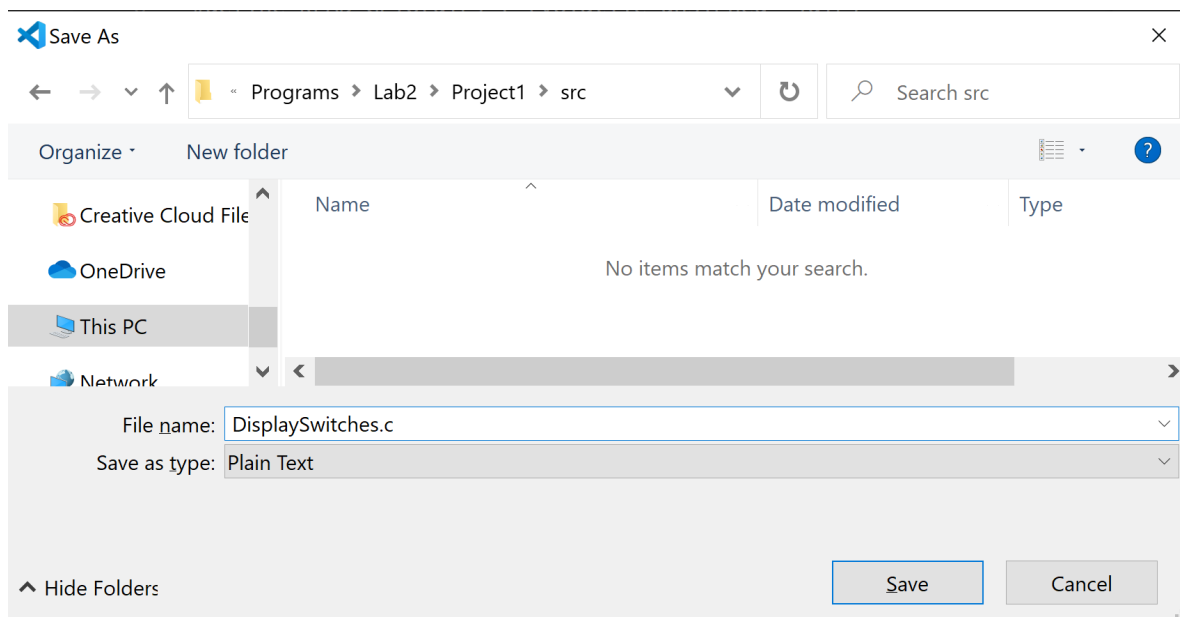 Save As
« Programs > Lab2 > Project1 > src
Search src
Organize
New folder
?
Creative Cloud File
OneDrive
This PC
Network
Name
Date modified
Type
No items match your search.
File name: DisplaySwitches.c
Save as type: Plain Text
Hide Folders
Save
Cancel